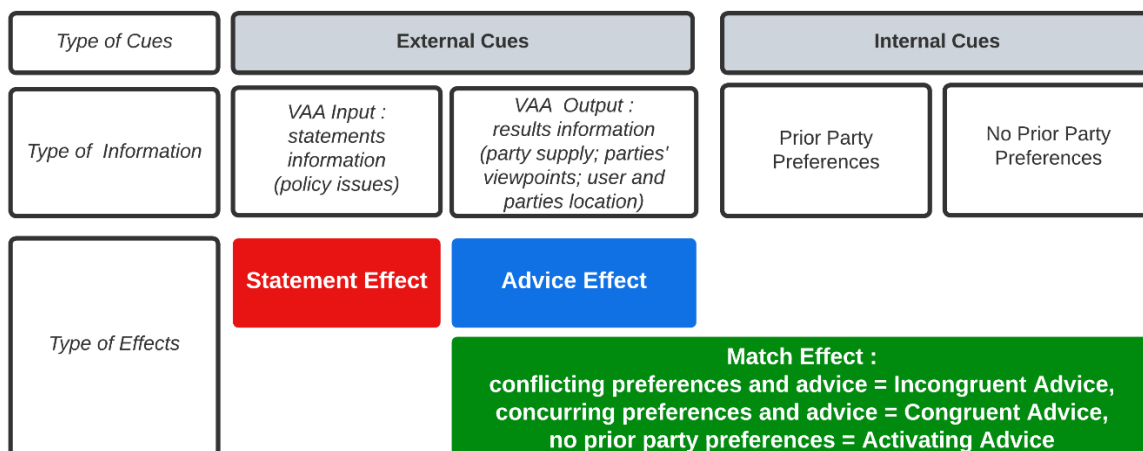 Type of Cues
External Cues
Internal Cues
Type of Information
VAA Input :
statements
information
(policy issues)
VAA Output :
results information
(party supply; parties'
viewpoints; user and
parties location)
Prior Party
Preferences
No Prior Party
Preferences
Type of Effects
Statement Effect
Advice Effect
Match Effect :
conflicting preferences and advice = Incongruent Advice,
concurring preferences and advice = Congruent Advice,
no prior party preferences = Activating Advice